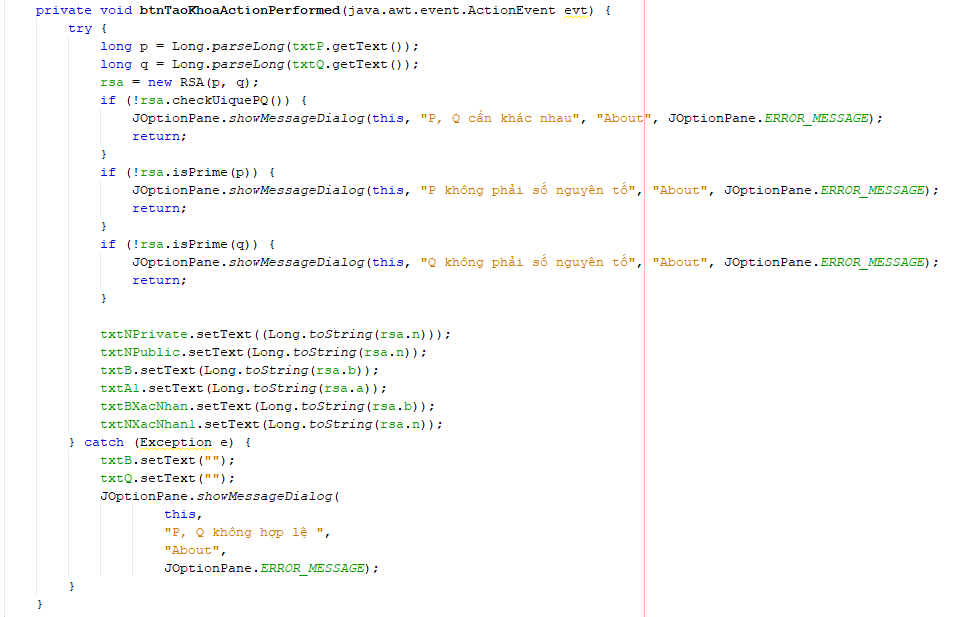 private void btnTaoKhoaActionPerformed(java.awt.event.ActionEvent evt) {
try {
long p = Long.parseLong(txtP.getText());
long q = Long.parseLong(txtQ.getText());
rsa = new RSA(p, q);
if (!rsa.checkUiquePQ()) {
JOptionPane.showMessageDialog(this, "P, Q cần khác nhau", "About", JOptionPane.ERROR_MESSAGE);
return;
}
if (!rsa.isPrime(p)) {
JOptionPane.showMessageDialog(this, "P không phải số nguyên tố", "About", JOptionPane.ERROR_MESSAGE);
return;
}
if (!rsa.isPrime(q)) {
JOptionPane.showMessageDialog(this, "Q không phải số nguyên tố", "About", JOptionPane.ERROR_MESSAGE);
return;
}
txtNPrivate.setText((Long.toString(rsa.n)));
txtNPublic.setText(Long.toString(rsa.n));
txtB.setText(Long.toString(rsa.b));
txtA1.setText(Long.toString(rsa.a));
txtBXacNhan.setText(Long.toString(rsa.b));
txtNXacNhan1.setText(Long.toString(rsa.n));
} catch (Exception e) {
txtB.setText("");
txtQ.setText("");
JOptionPane.showMessageDialog(
this,
"P, Q không hợp lệ ",
"About",
JOptionPane.ERROR_MESSAGE);
}
}